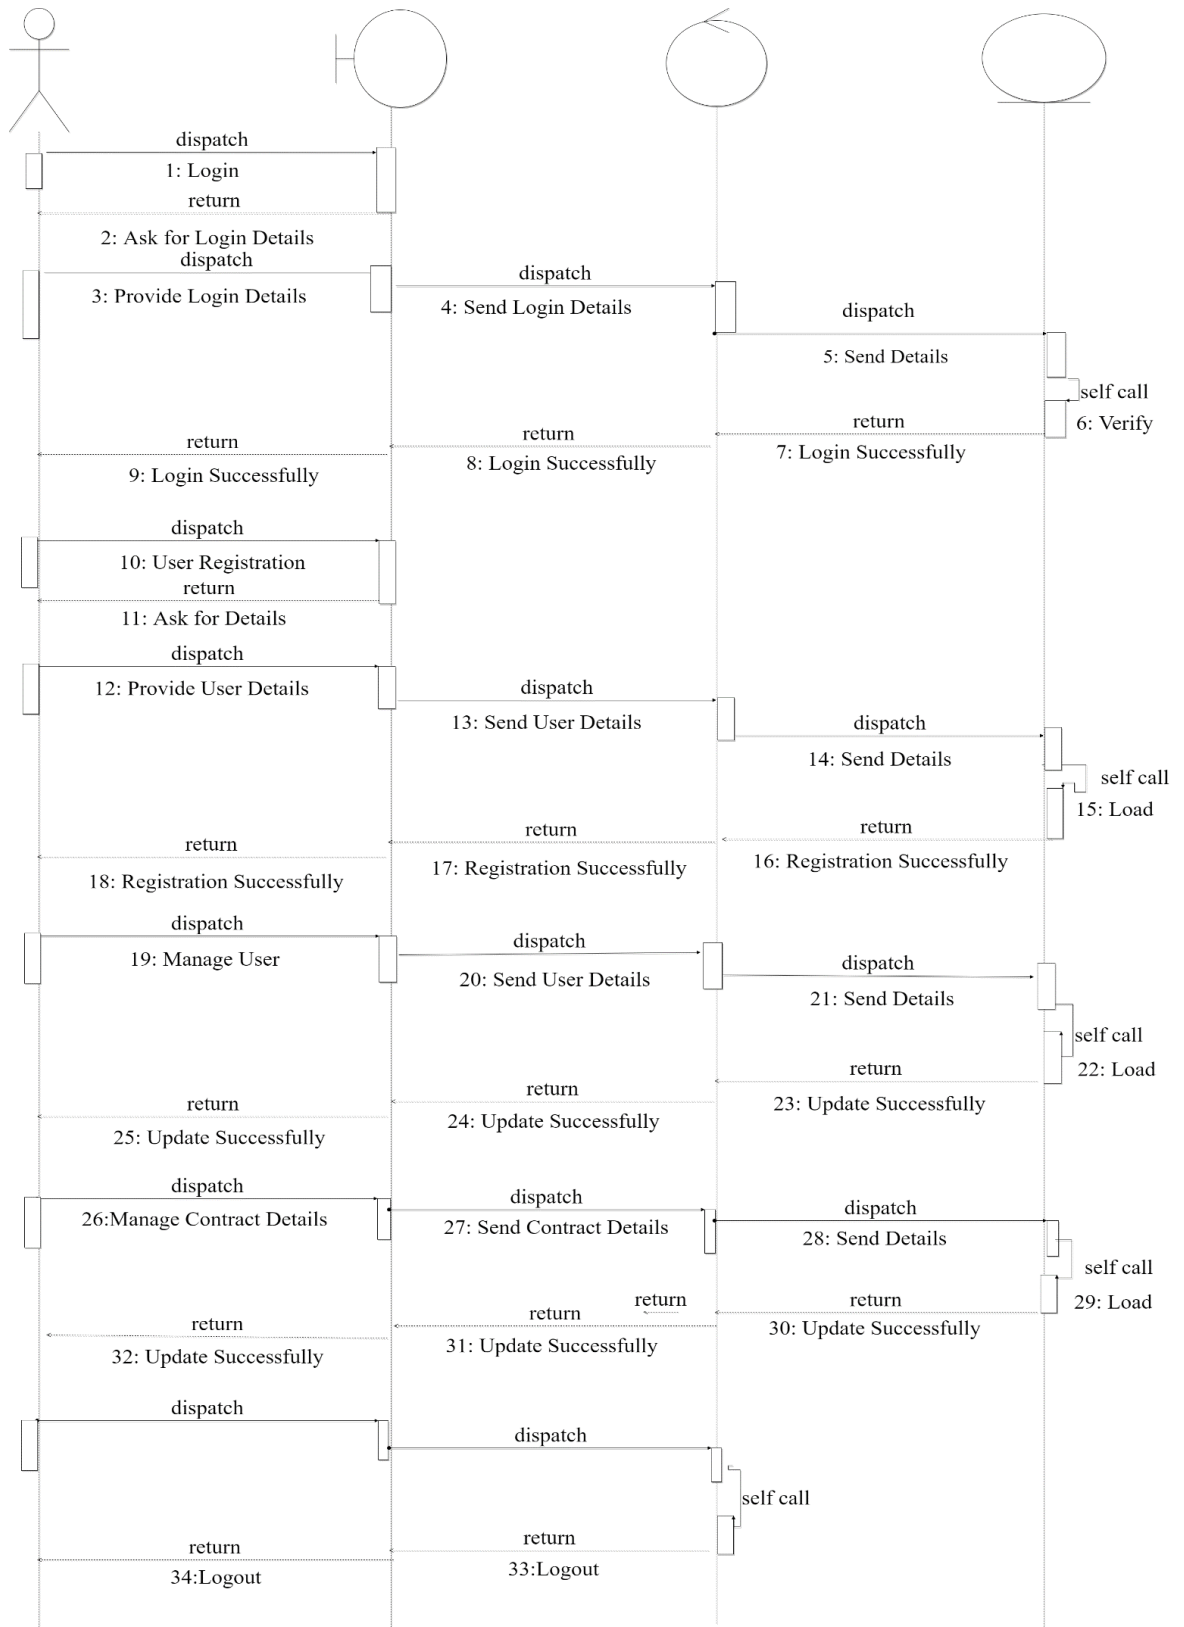 dispatch
1: Login
return
2: Ask for Login Details
dispatch
3: Provide Login Details
dispatch
4: Send Login Details
dispatch
5: Send Details
self call
6: Verify
return
7: Login Successfully
return
8: Login Successfully
return
9: Login Successfully
dispatch
10: User Registration
return
11: Ask for Details
dispatch
12: Provide User Details
dispatch
13: Send User Details
dispatch
14: Send Details
self call
15: Load
return
16: Registration Successfully
return
17: Registration Successfully
return
18: Registration Successfully
dispatch
19: Manage User
dispatch
20: Send User Details
dispatch
21: Send Details
self call
22: Load
return
23: Update Successfully
return
24: Update Successfully
return
25: Update Successfully
dispatch
26:Manage Contract Details
dispatch
27: Send Contract Details
dispatch
28: Send Details
self call
29: Load
return
30: Update Successfully
return
return
31: Update Successfully
return
32: Update Successfully
dispatch
dispatch
self call
return
33:Logout
return
34:Logout